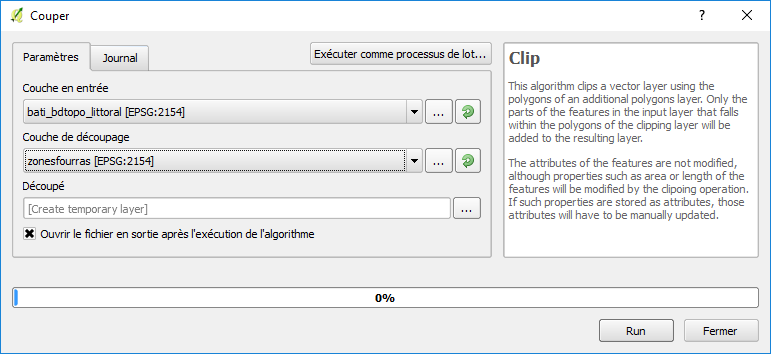 Couper
?
Paramètres
Journal
Exécuter comme processus de lot...
Couche en entrée
bati_bdtopo_littoral [EPSG:2154]
...
Couche de découpage
zonesfourras [EPSG:2154]
...
Découpé
[Create temporary layer]
...
Ouvrir le fichier en sortie après l'exécution de l'algorithme
Clip
This algorithm clips a vector layer using the
polygons of an additional polygons layer. Only the
parts of the features in the input layer that falls
within the polygons of the clipping layer will be
added to the resulting layer.
The attributes of the features are not modified,
although properties such as area or length of the
features will be modified by the clipoing operation.
If such properties are stored as attributes, those
attributes will have to be manually updated.
0%
Run
Fermer